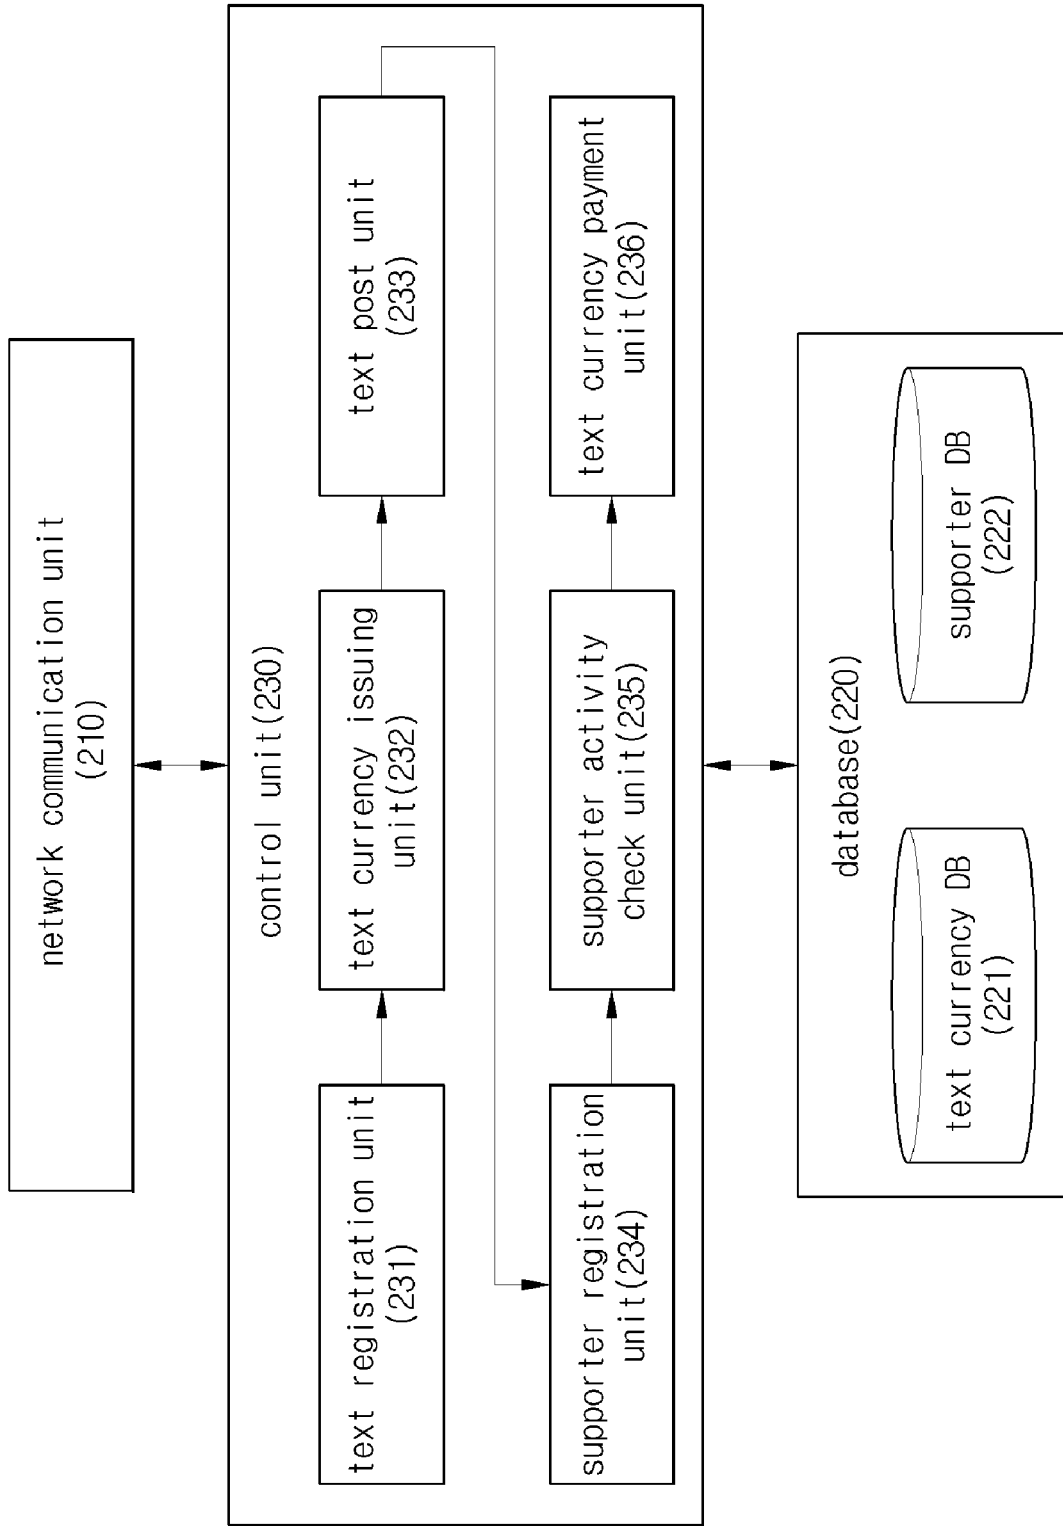 network communication unit
(210)
control unit(230)
text registration unit
(231)
text currency issuing
unit(232)
text post unit
(233)
supporter registration
unit(234)
supporter activity
check unit(235)
text currency payment
unit(236)
database(220)
text currency DB
(221)
supporter DB
(222)